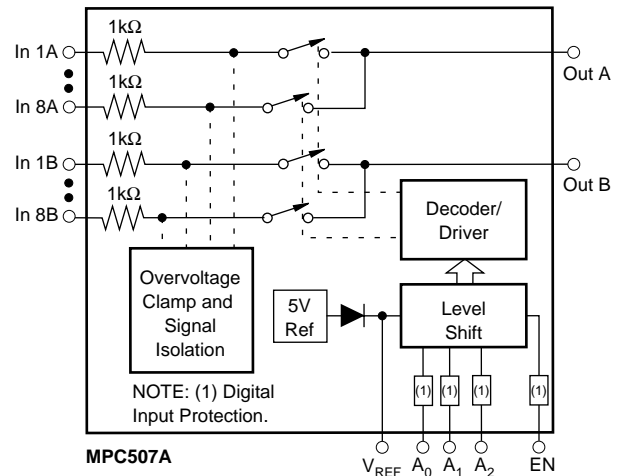 1kΩ
In 1A
Out A
1kΩ
In 8A
1kΩ
In 1B
Out B
1kΩ
In 8B
Decoder/
Driver
Overvoltage
Clamp and
Signal
Isolation
5V
Ref
Level
Shift
(1) (1) (1) (1)
NOTE: (1) Digital
Input Protection.
MPC507A
VREF A0 A1 A2 EN